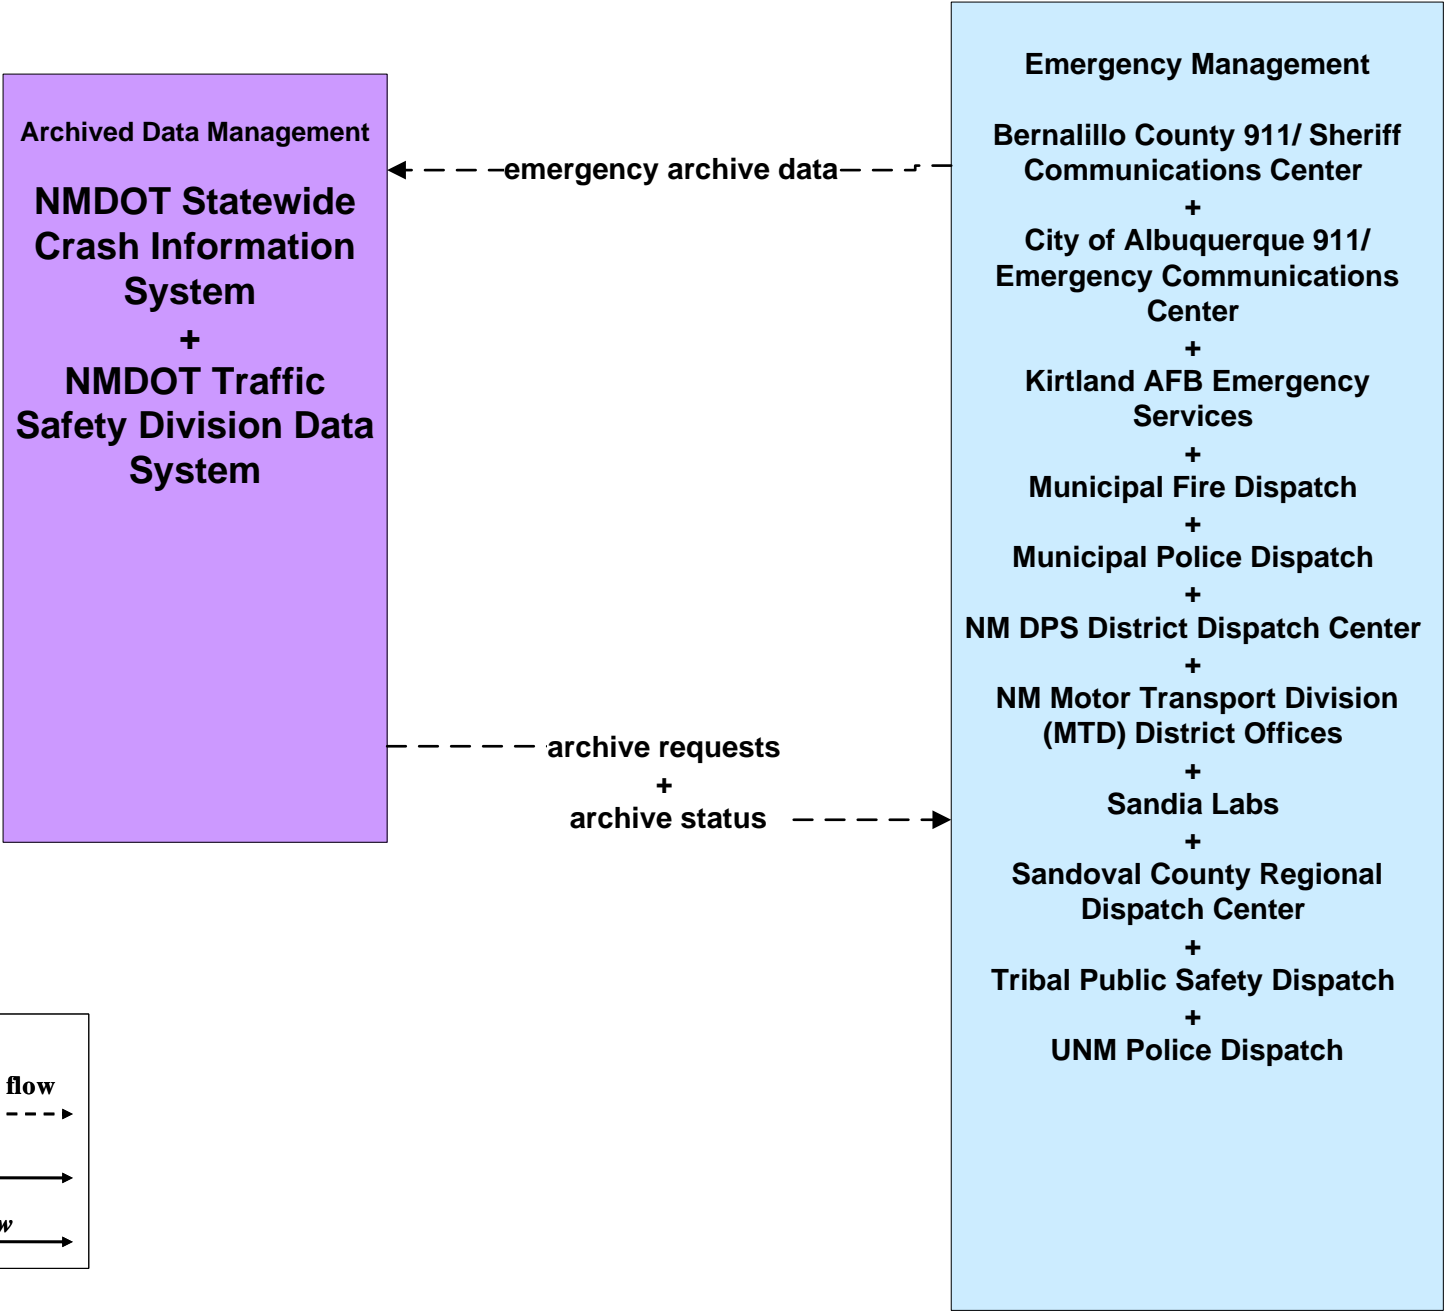 Archived Data Management
NMDOT Statewide
Crash Information
System
+
NMDOT Traffic
Safety Division Data
System
emergency archive data
archive requests
+
archive status
Emergency Management
Bernalillo County 911/ Sheriff
Communications Center
+
City of Albuquerque 911/
Emergency Communications
Center
+
Kirtland AFB Emergency
Services
+
Municipal Fire Dispatch
+
Municipal Police Dispatch
+
NM DPS District Dispatch Center
+
NM Motor Transport Division
(MTD) District Offices
+
Sandia Labs
+
Sandoval County Regional
Dispatch Center
+
Tribal Public Safety Dispatch
+
UNM Police Dispatch
flow